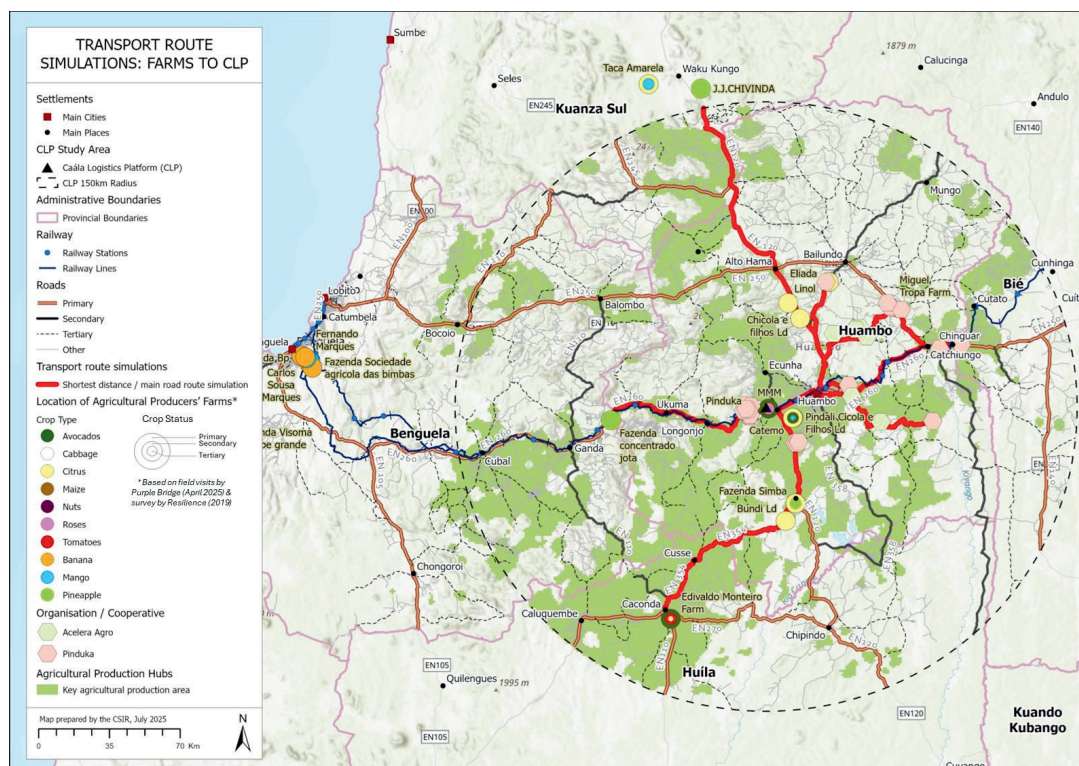 TRANSPORT ROUTE
SIMULATIONS: FARMS TO CLP
Settlements
Main Cities
Main Places
CLP Study Area
Caála Logistics Platform (CLP)
CLP 150km Radius
Administrative Boundaries
Provincial Boundaries
Railway
Railway Stations
Railway Lines
Roads
Primary
Secondary
Tertiary
Other
Transport route simulations
Shortest distance / main road route simulation
Location of Agricultural Producers' Farms*
Crop Type
Avocados
Cabbage
Citrus
Maize
Nuts
Roses
Tomatoes
Banana
Mango
Pineapple
Crop Status
Primary
Secondary
Tertiary
* Based on field visits by
Purple Bridge (April 2025) &
survey by Resilience (2019)
Organisation / Cooperative
Acelera Agro
Pinduka
Agricultural Production Hubs
Key agricultural production area
Map prepared by the CSIR, July 2025
0 35 70 Km
N
Sumbe
Seles
Taca Amarela
Waku Kungo
J.J.CHIVINDA
1879 m
Calucinga
Andulo
EN245
Kuanza Sul
EN140
Mungo
Alto Hama
Bailundo
Eliada
Linol
Miguel,
Tropa Farm
Bié
Cunhinga
Cutato
Chinguar
Catchiungo
Huambo
Chicola e
filhos Ld
Ecunha
Balombo
Bocoio
Lobito
Catumbela
Fernando
Marques
Fazenda Sociedade
agricola das bimbas
Carlos
Sousa
Marques
Benguela
Cubal
Ganda
Ukuma
Longonjo
Pinduka
MMM
Huambo
Catemo
Pindali,Cicola e
Filhos Ld
Fazenda
concentrado
jota
Fazenda Simba
Bundi Ld
Cusse
Caconda
Edivaldo Monteiro
Farm
Caluquembe
Chipindo
Chongoroi
Quilengues
1995 m
Huíla
EN105
EN105
EN120
Kuando
Kubango
EN250
EN260
EN260
EN120